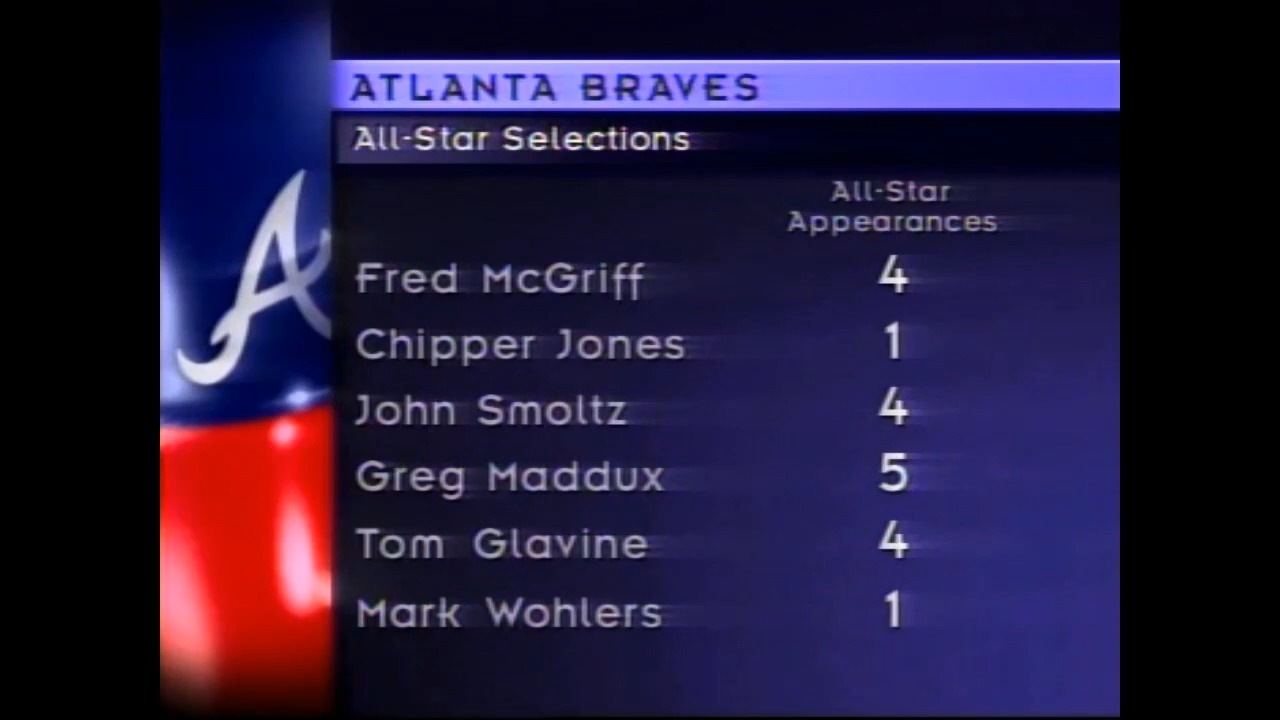 ATLANTA BRAVES
All-Star Selections
All-Star
Appearances
Fred McGriff 4
Chipper Jones 1
John Smoltz 4
Greg Maddux 5
Tom Glavine 4
Mark Wohlers 1